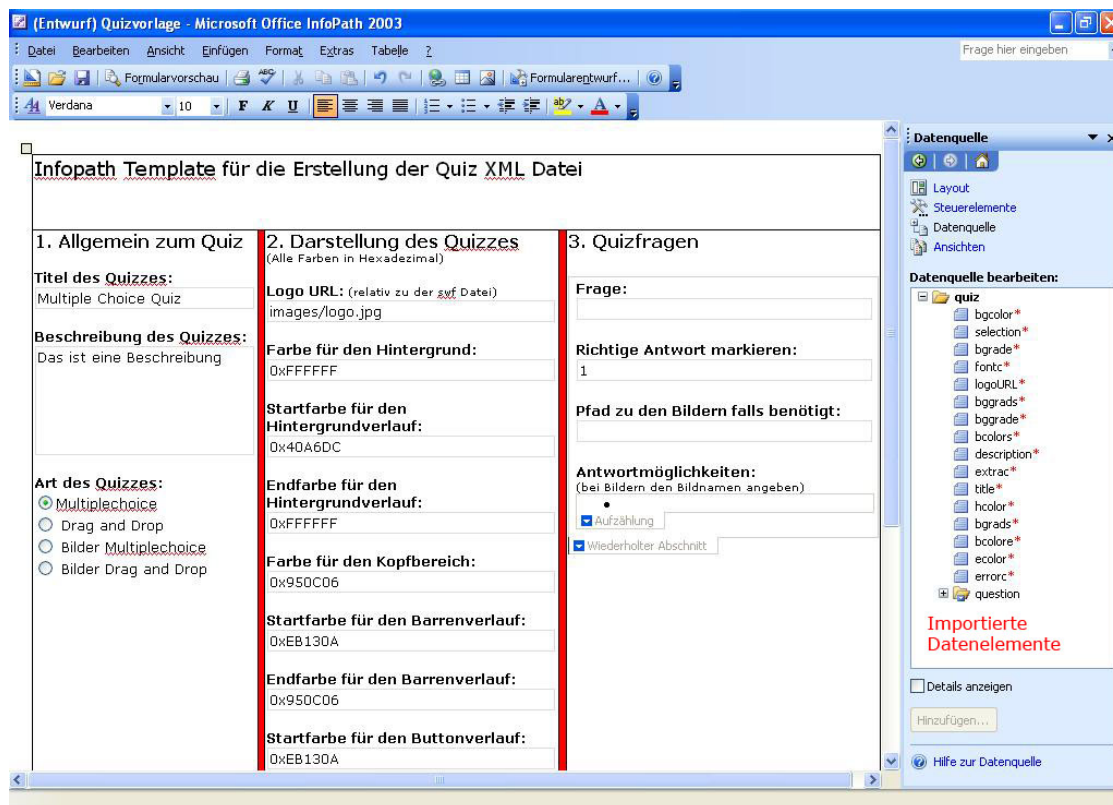 (Entwurf) Quizvorlage - Microsoft Office InfoPath 2003
Datei Bearbeiten Ansicht Einfügen Format Extras Tabelle ?
Frage hier eingeben
Formularvorschau
Formularentwurf...
Verdana 10 F K U
Infopath Template für die Erstellung der Quiz XML Datei
1. Allgemein zum Quiz
Titel des Quizzes:
Multiple Choice Quiz
Beschreibung des Quizzes:
Das ist eine Beschreibung
Art des Quizzes:
Multiplechoice
Drag and Drop
Bilder Multiplechoice
Bilder Drag and Drop
2. Darstellung des Quizzes
(Alle Farben in Hexadezimal)
Logo URL: (relativ zu der swf Datei)
images/logo.jpg
Farbe für den Hintergrund:
0xFFFFFF
Startfarbe für den
Hintergrundverlauf:
0x40A6DC
Endfarbe für den
Hintergrundverlauf:
0xFFFFFF
Farbe für den Kopfbereich:
0x950C06
Startfarbe für den Barrenverlauf:
0xEB130A
Endfarbe für den Barrenverlauf:
0x950C06
Startfarbe für den Buttonverlauf:
0xEB130A
3. Quizfragen
Frage:
Richtige Antwort markieren:
1
Pfad zu den Bildern falls benötigt:
Antwortmöglichkeiten:
(bei Bildern den Bildnamen angeben)
•
Aufzählung
Wiederholter Abschnitt
Datenquelle
Layout
Steuerelemente
Datenquelle
Ansichten
Datenquelle bearbeiten:
quiz
bgcolor*
selection*
bgrade*
fontc*
logoURL*
bggrads*
bggrade*
bcolors*
description*
extrac*
title*
hcolor*
bgrads*
bcolore*
ecolor*
errorc*
question
Importierte
Datenelemente
Details anzeigen
Hinzufügen...
Hilfe zur Datenquelle